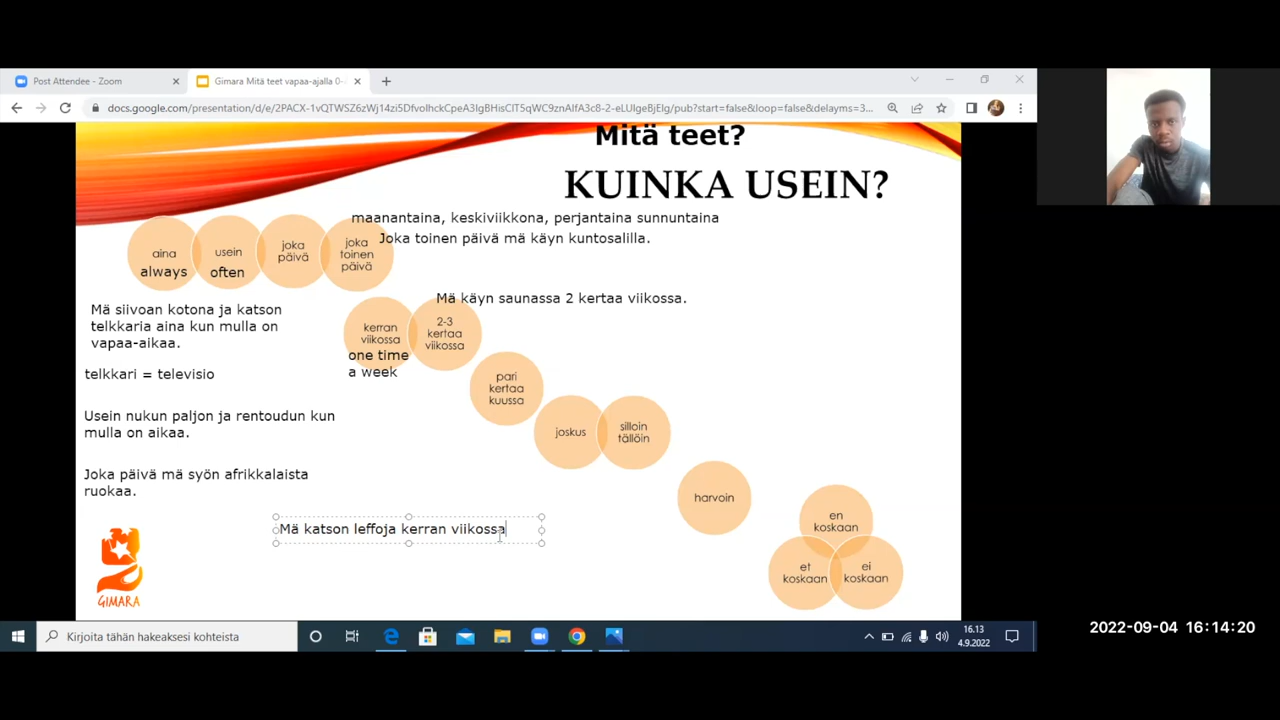 Post Attendee - Zoom
Gimara Mitä teet vapaa-ajalla 0-
docs.google.com/presentation/d/e/2PACX-1vQTWSZ6zWj14zi5DfvolhckCpeA3IgBHisClT5qWC9znAIfA3c8-2-eLUIgeBjEIg/pub?start=false&loop=false&delayms=3...
Mitä teet?
KUINKA USEIN?
maanantaina, keskiviikkona, perjantaina sunnuntaina
Joka toinen päivä mä käyn kuntosalilla.
aina
always
usein
often
joka
päivä
joka
toinen
päivä
Mä käyn saunassa 2 kertaa viikossa.
Mä siivoan kotona ja katson
telkkaria aina kun mulla on
vapaa-aikaa.
kerran
viikossa
one time
a week
2-3
kertaa
viikossa
telkkari = televisio
pari
kertaa
kuussa
Usein nukun paljon ja rentoudun kun
mulla on aikaa.
joskus
silloin
tällöin
Joka päivä mä syön afrikkalaista
ruokaa.
harvoin
Mä katson leffoja kerran viikossa
en
koskaan
et
koskaan
ei
koskaan
GIMARA
Kirjoita tähän hakeaksesi kohteista
16.13
4.9.2022
2022-09-04 16:14:20